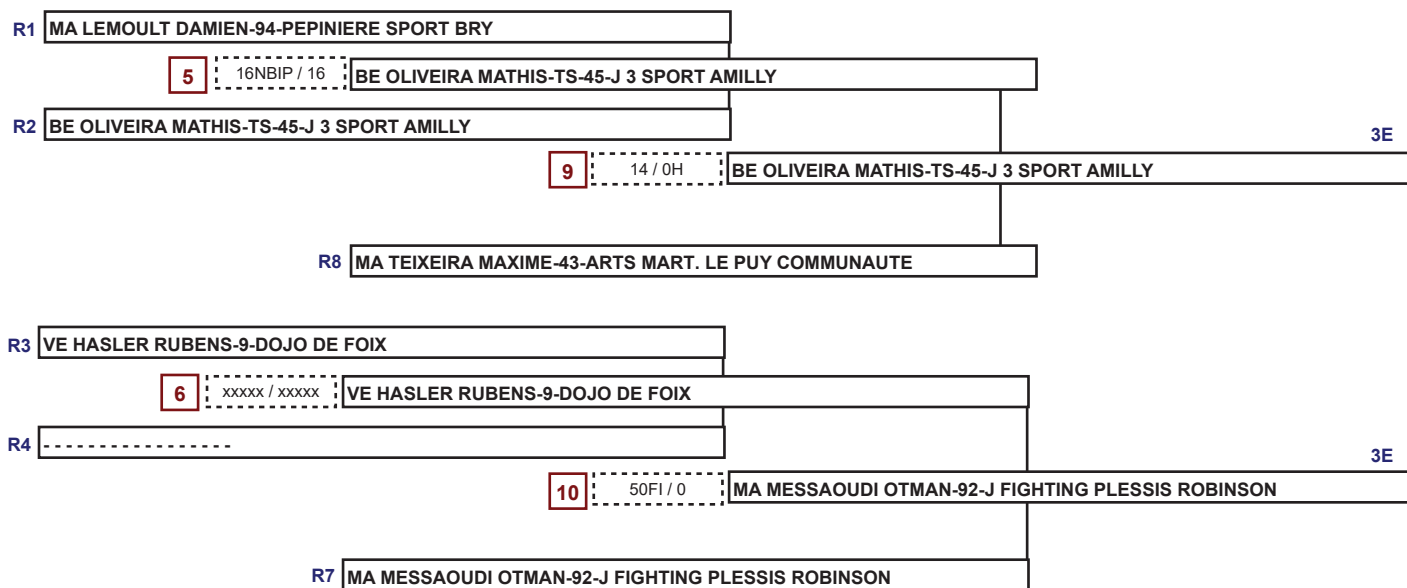 R1 MA LEMOULT DAMIEN-94-PEPINIERE SPORT BRY
5 16NBIP / 16 BE OLIVEIRA MATHIS-TS-45-J 3 SPORT AMILLY
R2 BE OLIVEIRA MATHIS-TS-45-J 3 SPORT AMILLY
3E
9 14 / 0H BE OLIVEIRA MATHIS-TS-45-J 3 SPORT AMILLY
R8 MA TEIXEIRA MAXIME-43-ARTS MART. LE PUY COMMUNAUTE
R3 VE HASLER RUBENS-9-DOJO DE FOIX
6 xxxxx / xxxxx VE HASLER RUBENS-9-DOJO DE FOIX
R4 - - - - - - - - - - - - - - - - -
3E
10 50FI / 0 MA MESSAOUDI OTMAN-92-J FIGHTING PLESSIS ROBINSON
R7 MA MESSAOUDI OTMAN-92-J FIGHTING PLESSIS ROBINSON